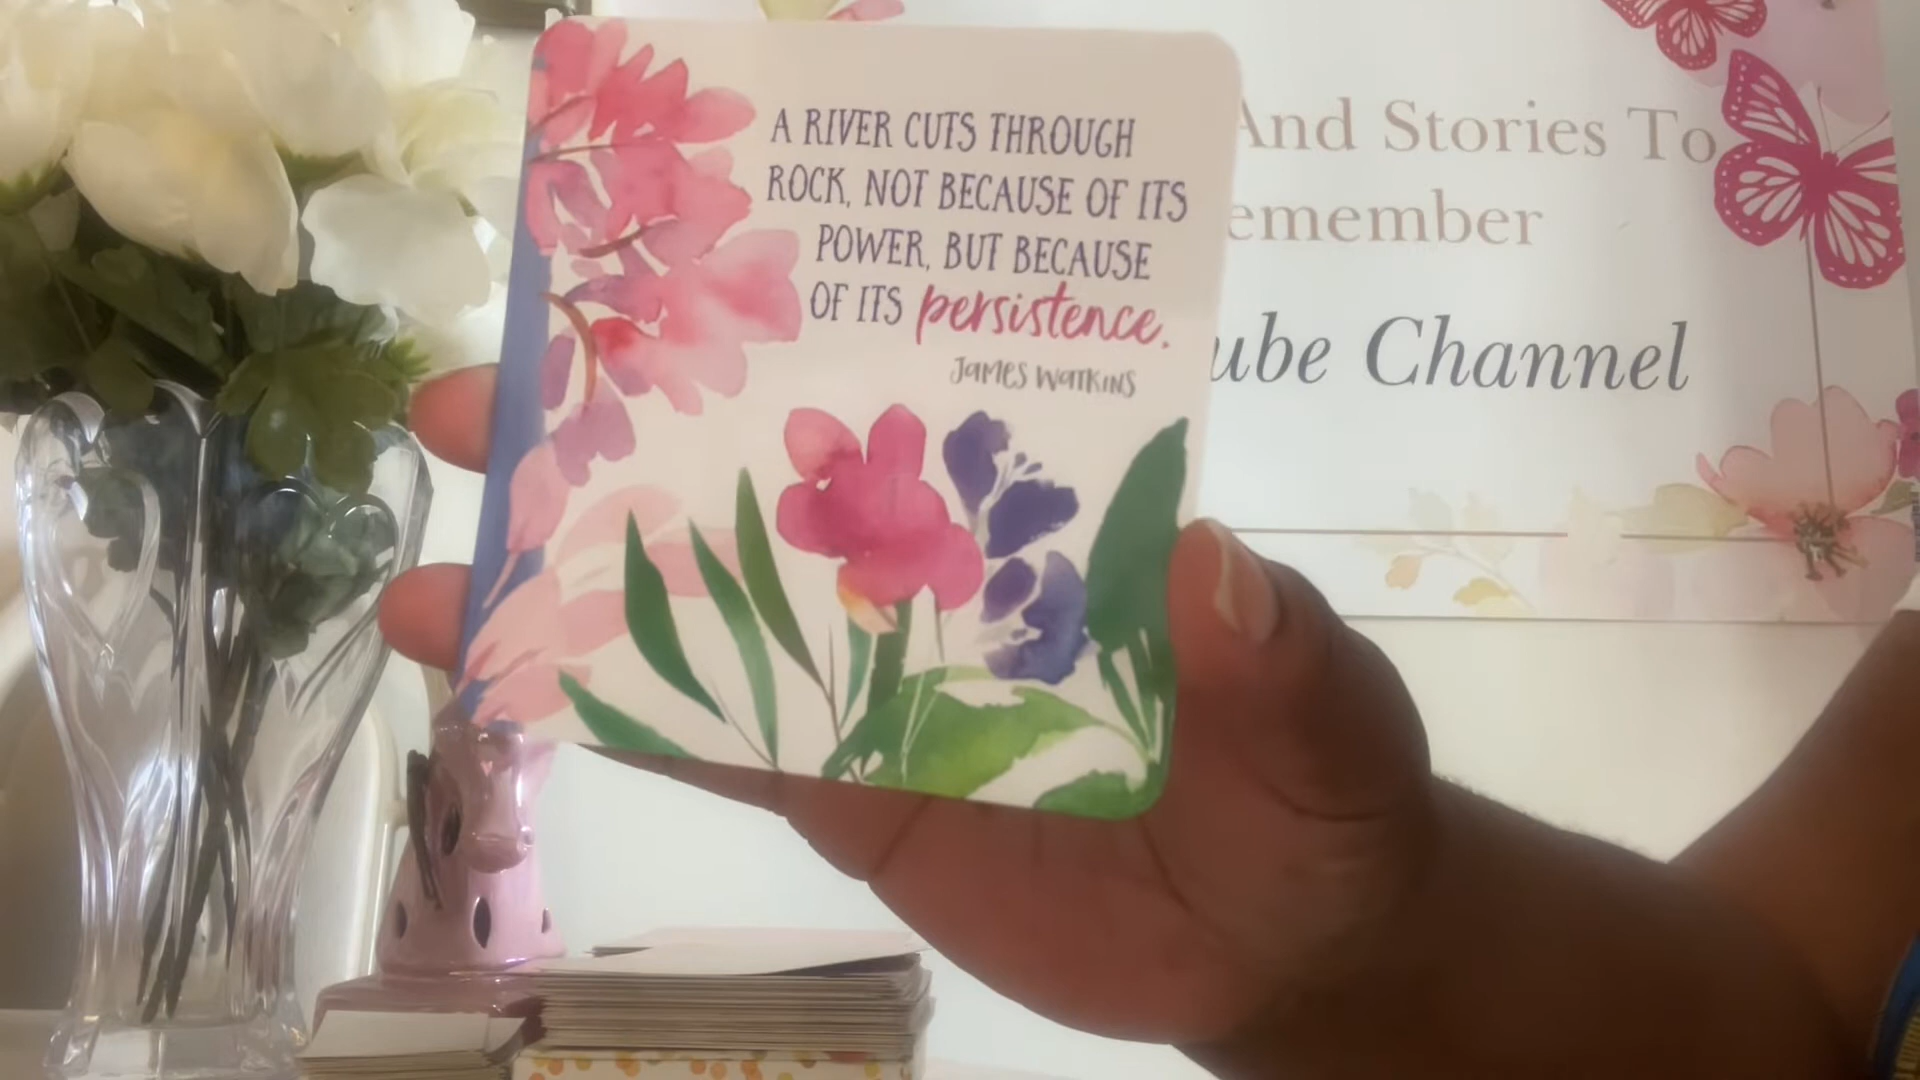 A RIVER CUTS THROUGH
ROCK, NOT BECAUSE OF ITS
POWER, BUT BECAUSE
OF ITS persistence.
JAMES WATKINS
And Stories To
emember
ube Channel